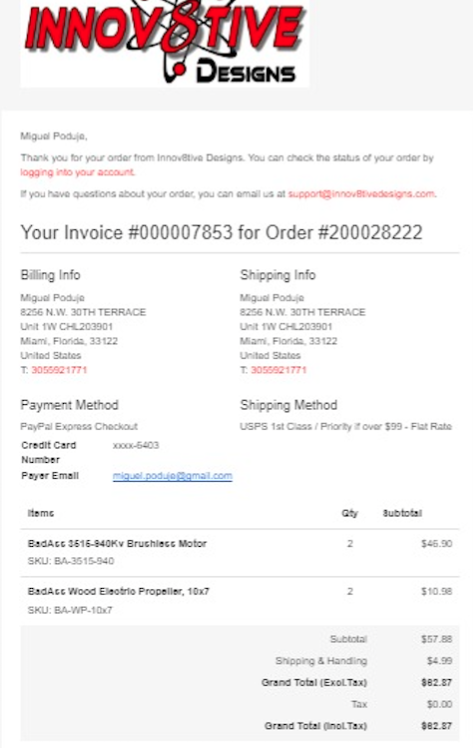 INNOV8TIVE
DESIGNS
Miguel Poduje,
Thank you for your order from Innov8tive Designs. You can check the status of your order by
logging into your account.
If you have questions about your order, you can email us at support@innov8tivedesigns.com.
Your Invoice #000007853 for Order #200028222
Billing Info
Shipping Info
Miguel Poduje
Miguel Poduje
8256 N.W. 30TH TERRACE
8256 N.W. 30TH TERRACE
Unit 1W CHL203901
Unit 1W CHL203901
Miami, Florida, 33122
Miami, Florida, 33122
United States
United States
T: 3055921771
T: 3055921771
Payment Method
Shipping Method
PayPal Express Checkout
USPS 1st Class / Priority if over $99 - Flat Rate
Credit Card Number xxxx-6403
Payer Email miguel.poduje@gmail.com
Items Qty Subtotal
BadAss 3515-940Kv Brushless Motor 2 $46.90
SKU: BA-3515-940
BadAss Wood Electric Propeller, 10x7 2 $10.98
SKU: BA-WP-10x7
Subtotal $57.88
Shipping & Handling $4.99
Grand Total (Excl.Tax) $62.87
Tax $0.00
Grand Total (Incl.Tax) $62.87